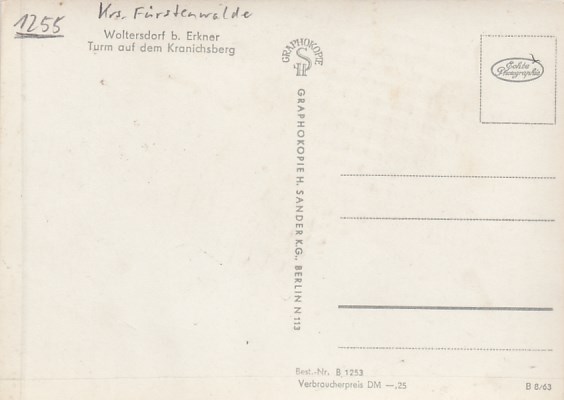 1255
Krs. Fürstenwalde
Woltersdorf b. Erkner
Turm auf dem Kranichsberg
GRAPHOKOPIE
SH
GRAPHOKOPIE H. SANDER K.G., BERLIN N 113
Echte
Photographie
Best.-Nr. B 1253
Verbraucherpreis DM —,25
B 8/63